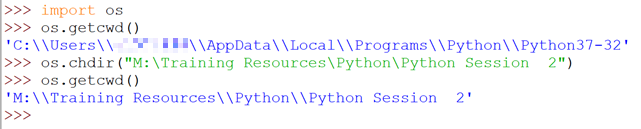 >>> import os
>>> os.getcwd()
'C:\\Users\\\\AppData\\Local\\Programs\\Python\\Python37-32'
>>> os.chdir("M:\Training Resources\Python\Python Session  2")
>>> os.getcwd()
'M:\\Training Resources\\Python\\Python Session  2'
>>>